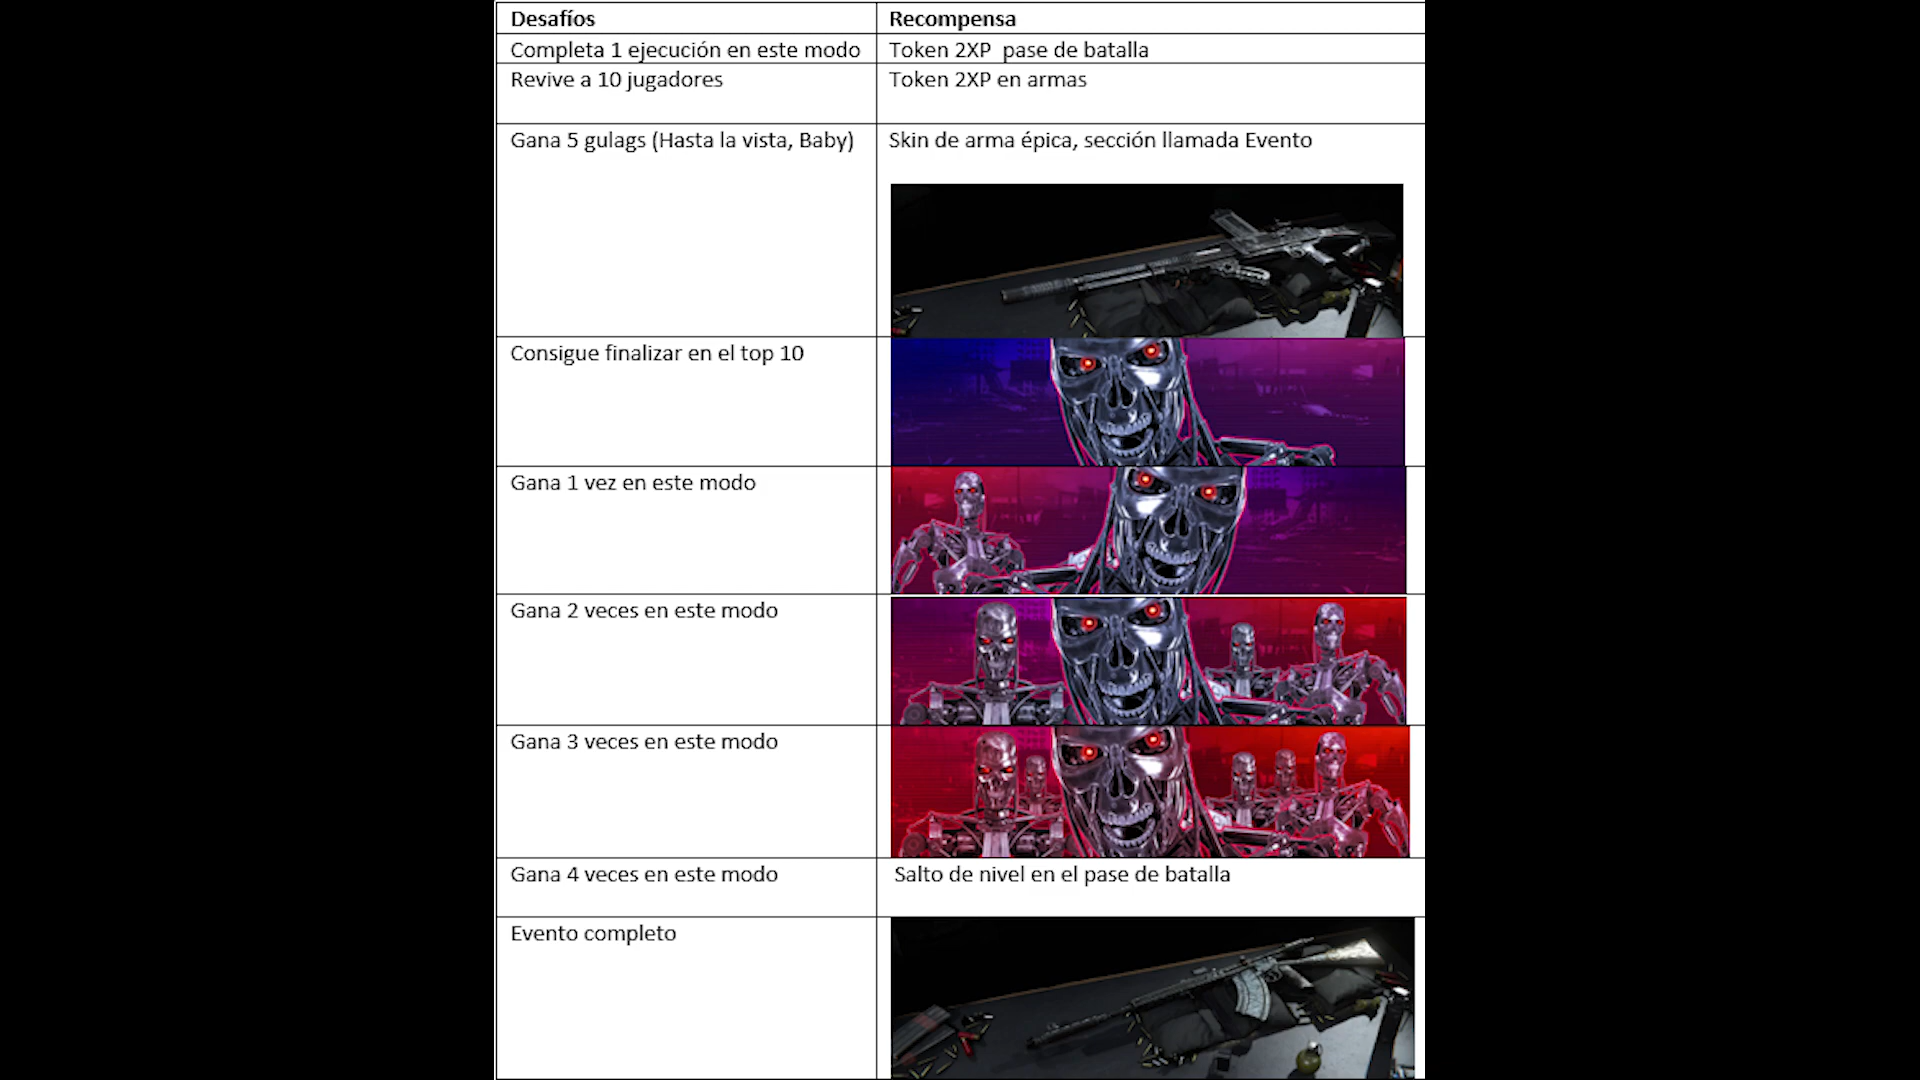 Desafíos
Recompensa
Completa 1 ejecución en este modo
Token 2XP  pase de batalla
Revive a 10 jugadores
Token 2XP en armas
Gana 5 gulags (Hasta la vista, Baby)
Skin de arma épica, sección llamada Evento
Consigue finalizar en el top 10
Gana 1 vez en este modo
Gana 2 veces en este modo
Gana 3 veces en este modo
Gana 4 veces en este modo
Salto de nivel en el pase de batalla
Evento completo